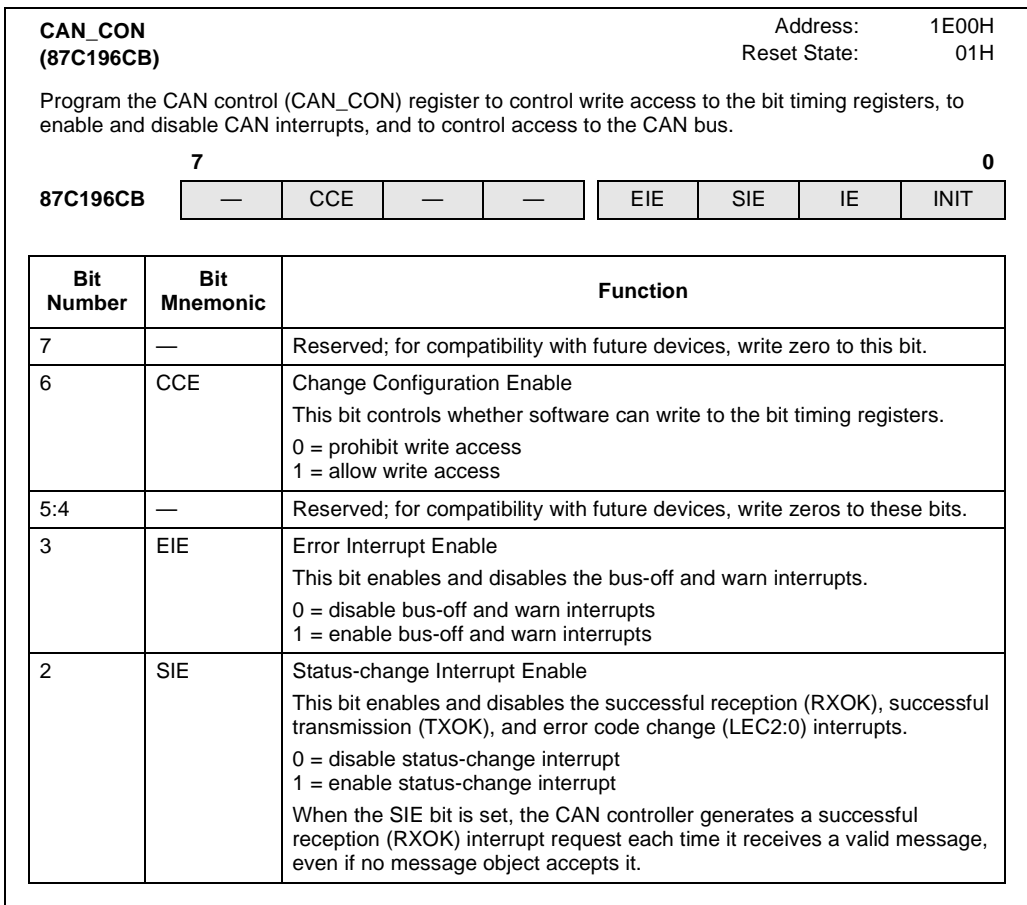 CAN_CON
(87C196CB)
Address: 1E00H
Reset State: 01H
Program the CAN control (CAN_CON) register to control write access to the bit timing registers, to
enable and disable CAN interrupts, and to control access to the CAN bus.
7 0
87C196CB — CCE — — EIE SIE IE INIT
Bit Number Bit Mnemonic Function
7 — Reserved; for compatibility with future devices, write zero to this bit.
6 CCE Change Configuration Enable
This bit controls whether software can write to the bit timing registers.
0 = prohibit write access
1 = allow write access
5:4 — Reserved; for compatibility with future devices, write zeros to these bits.
3 EIE Error Interrupt Enable
This bit enables and disables the bus-off and warn interrupts.
0 = disable bus-off and warn interrupts
1 = enable bus-off and warn interrupts
2 SIE Status-change Interrupt Enable
This bit enables and disables the successful reception (RXOK), successful
transmission (TXOK), and error code change (LEC2:0) interrupts.
0 = disable status-change interrupt
1 = enable status-change interrupt
When the SIE bit is set, the CAN controller generates a successful
reception (RXOK) interrupt request each time it receives a valid message,
even if no message object accepts it.